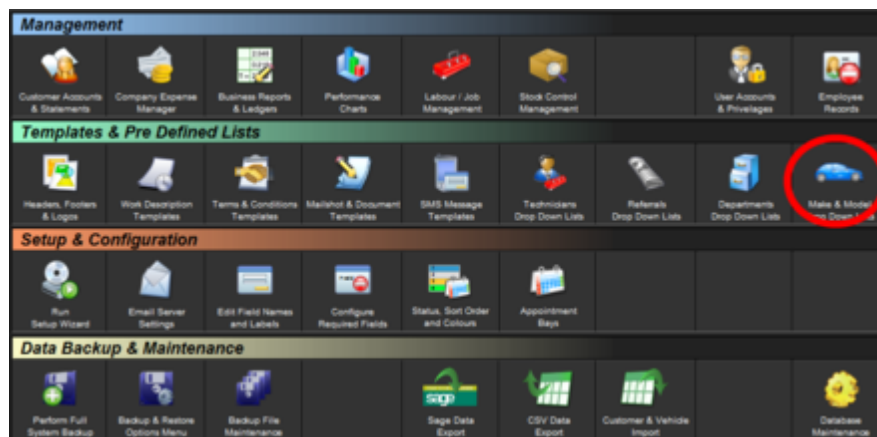 Management
Customer Accounts
& Statements
Company Expense
Manager
Business Reports
& Ledgers
Performance
Charts
Labour / Job
Management
Stock Control
Management
User Accounts
& Privelages
Employee
Records
Templates & Pre Defined Lists
Headers, Footers
& Logos
Work Description
Templates
Terms & Conditions
Templates
Mailshot & Document
Templates
SMS Message
Templates
Technicians
Drop Down Lists
Referrals
Drop Down Lists
Departments
Drop Down Lists
Make & Model
Drop Down Lists
Setup & Configuration
Run
Setup Wizard
Email Server
Settings
Edit Field Names
and Labels
Configure
Required Fields
Status, Sort Order
and Colours
Appointment
Bays
Data Backup & Maintenance
Perform Full
System Backup
Backup & Restore
Options Menu
Backup File
Maintenance
sage
Sage Data
Export
CSV Data
Export
Customer & Vehicle
Import
Database
Maintenance